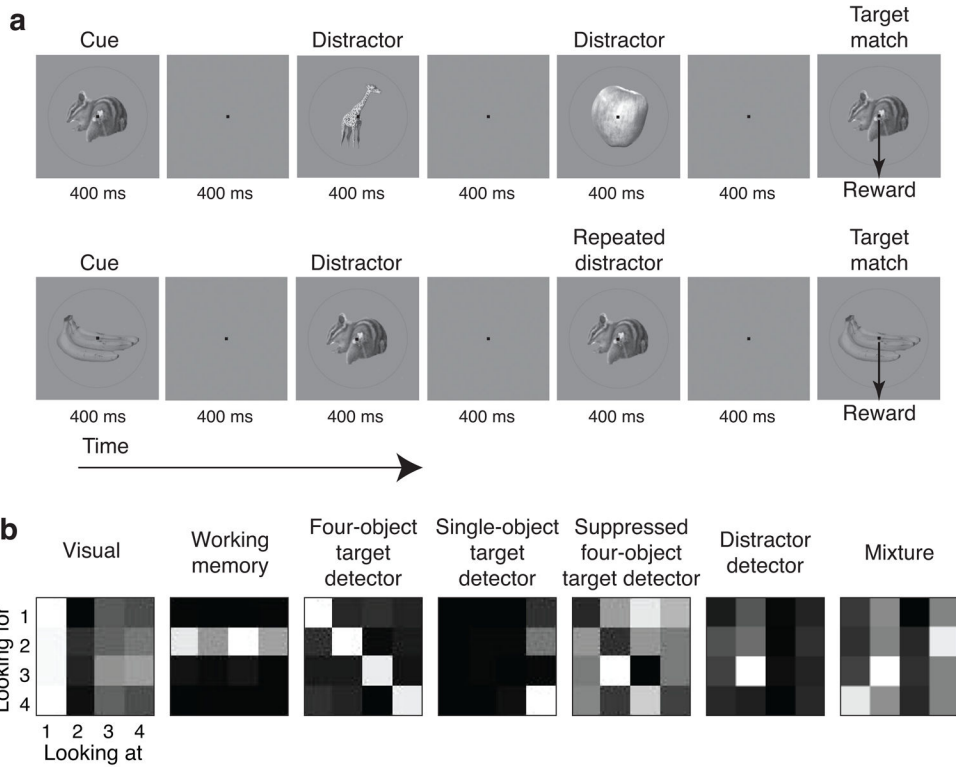 a
Cue
Distractor
Distractor
Target
match
400 ms
400 ms
400 ms
400 ms
400 ms
400 ms
Reward
Cue
Distractor
Repeated
distractor
Target
match
400 ms
400 ms
400 ms
400 ms
400 ms
400 ms
Reward
Time
b
Visual
Working
memory
Four-object
target
detector
Single-object
target
detector
Suppressed
four-object
target detector
Distractor
detector
Mixture
Looking for
1
2
3
4
1 2 3 4
Looking at